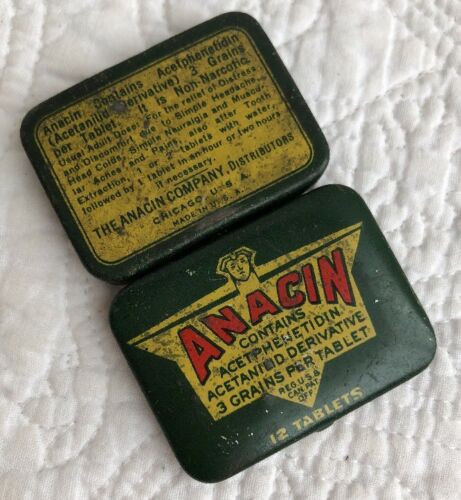 Anacin Contains Acetphenetidin
(Acetanilid Derivative) 3 Grains
per Tablet. It is Non-Narcotic.
Usual Adult Dose: For the relief of Distress
and Discomfort due to Simple Headache,
Head Colds, Simple Neuralgia and Muscu-
lar Aches and Pains, also after Tooth
Extraction, 1 or 2 tablets with water,
followed by 1 tablet in an hour or two hours
if necessary.
THE ANACIN COMPANY, DISTRIBUTORS
CHICAGO U.S.A.
MADE IN U.S.A.
ANACIN
CONTAINS
ACETPHENETIDIN
ACETANILID DERIVATIVE
3 GRAINS PER TABLET
REG. U.S. &
CAN. PAT.
OFF.
12 TABLETS